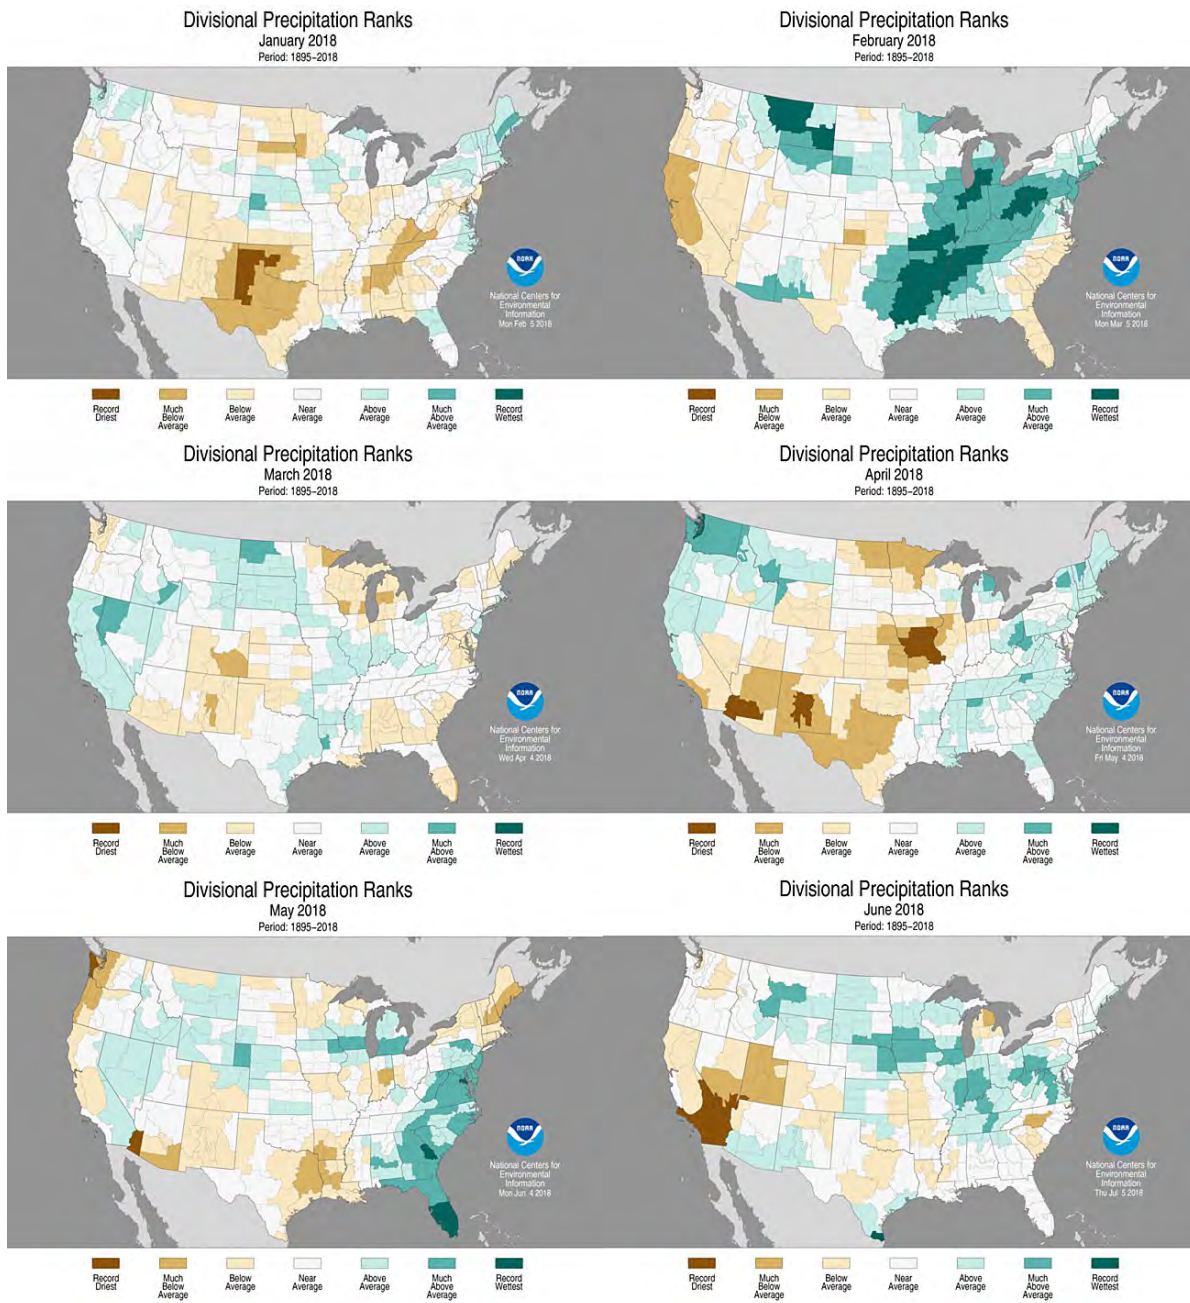 Divisional Precipitation Ranks
January 2018
Period: 1895–2018
NOAA
National Centers for
Environmental
Information
Mon Feb 5 2018
Record
Driest
Much
Below
Average
Below
Average
Near
Average
Above
Average
Much
Above
Average
Record
Wettest
Divisional Precipitation Ranks
February 2018
Period: 1895–2018
NOAA
National Centers for
Environmental
Information
Mon Mar 5 2018
Record
Driest
Much
Below
Average
Below
Average
Near
Average
Above
Average
Much
Above
Average
Record
Wettest
Divisional Precipitation Ranks
March 2018
Period: 1895–2018
NOAA
National Centers for
Environmental
Information
Wed Apr 4 2018
Record
Driest
Much
Below
Average
Below
Average
Near
Average
Above
Average
Much
Above
Average
Record
Wettest
Divisional Precipitation Ranks
April 2018
Period: 1895–2018
NOAA
National Centers for
Environmental
Information
Fri May 4 2018
Record
Driest
Much
Below
Average
Below
Average
Near
Average
Above
Average
Much
Above
Average
Record
Wettest
Divisional Precipitation Ranks
May 2018
Period: 1895–2018
NOAA
National Centers for
Environmental
Information
Mon Jun 4 2018
Record
Driest
Much
Below
Average
Below
Average
Near
Average
Above
Average
Much
Above
Average
Record
Wettest
Divisional Precipitation Ranks
June 2018
Period: 1895–2018
NOAA
National Centers for
Environmental
Information
Thu Jul 5 2018
Record
Driest
Much
Below
Average
Below
Average
Near
Average
Above
Average
Much
Above
Average
Record
Wettest